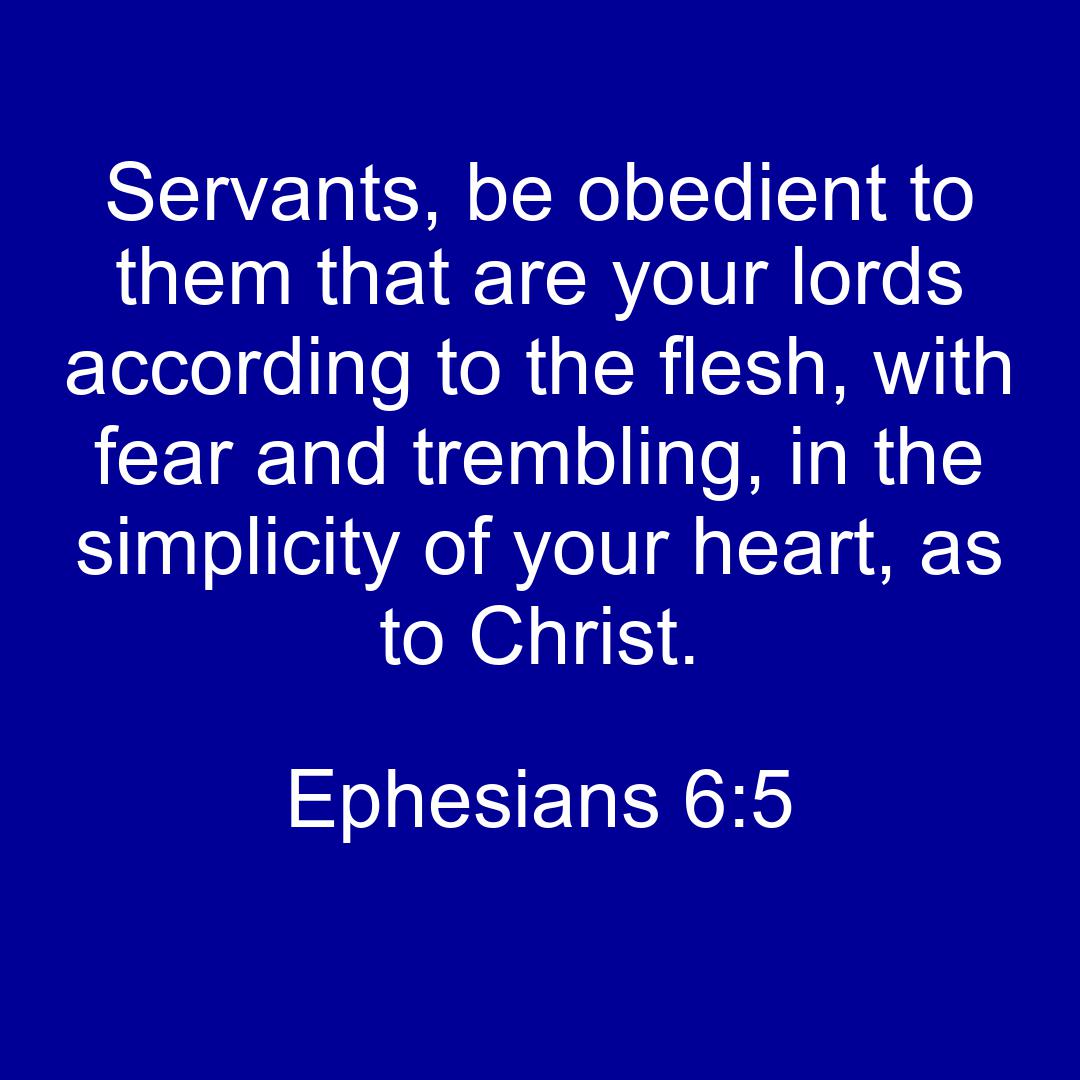 Servants, be obedient to
them that are your lords
according to the flesh, with
fear and trembling, in the
simplicity of your heart, as
to Christ.
Ephesians 6:5